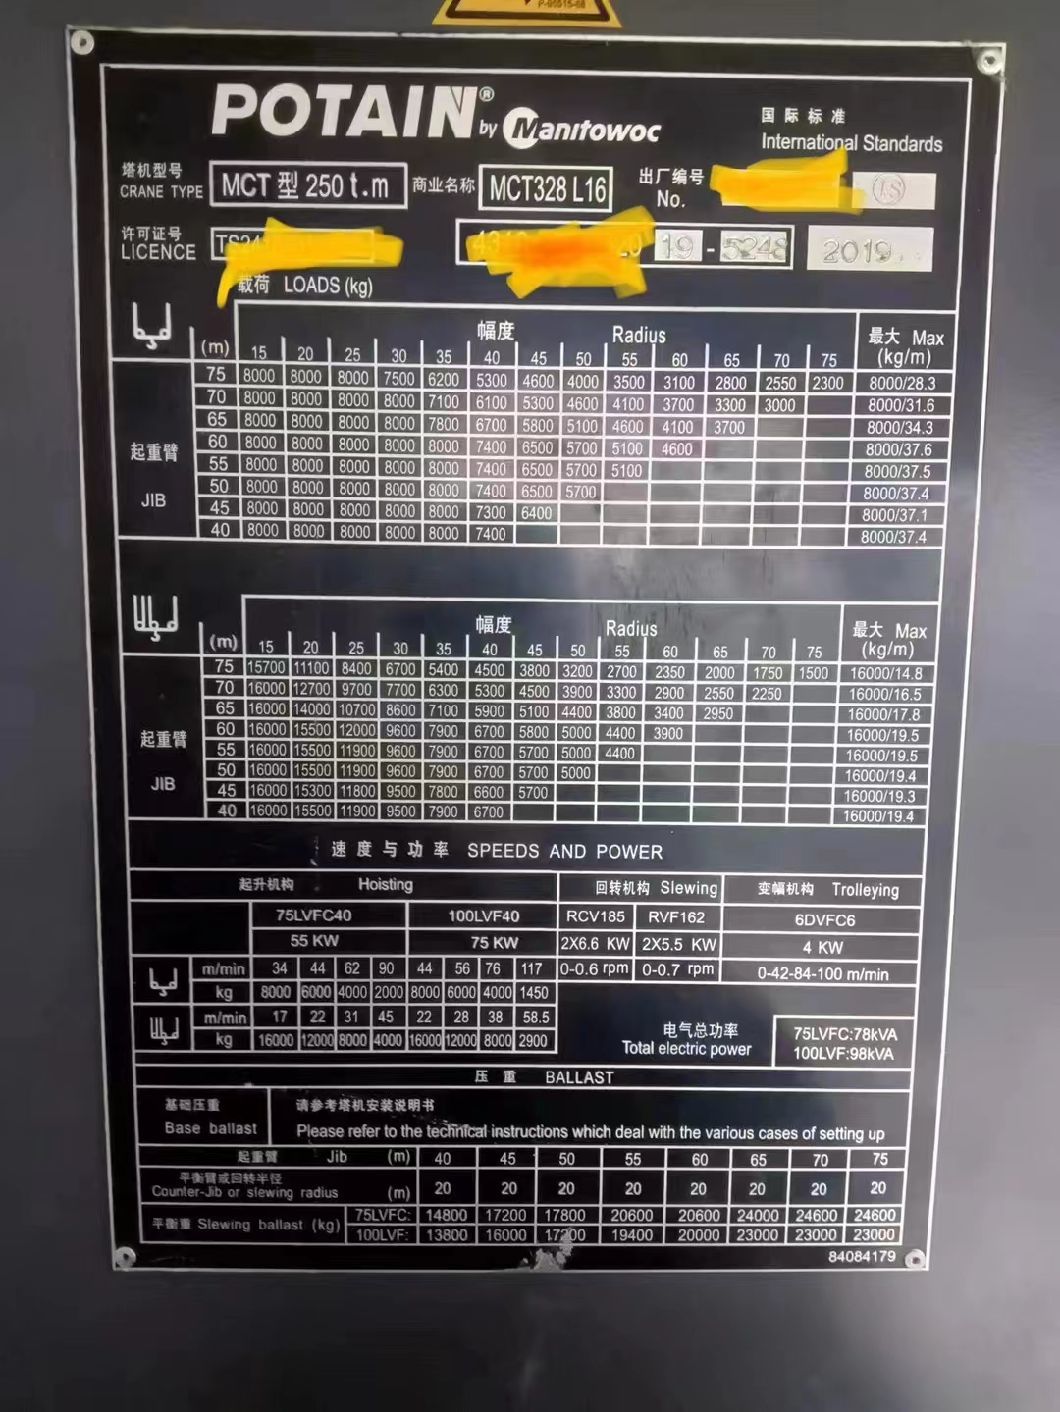 P-96515-68
POTAIN® by Manitowoc
国际标准
International Standards
塔机型号 CRANE TYPE MCT型250t.m 商业名称 MCT328 L16 出厂编号 No.
许可证号 LICENCE 19-5248 2019
载荷 LOADS (kg)
幅度 Radius 最大 Max
(m) 15 20 25 30 35 40 45 50 55 60 65 70 75 (kg/m)
75 8000 8000 8000 7500 6200 5300 4600 4000 3500 3100 2800 2550 2300 8000/28.3
70 8000 8000 8000 8000 7100 6100 5300 4600 4100 3700 3300 3000 8000/31.6
65 8000 8000 8000 8000 7800 6700 5800 5100 4600 4100 3700 8000/34.3
60 8000 8000 8000 8000 8000 7400 6500 5700 5100 4600 8000/37.6
55 8000 8000 8000 8000 8000 7400 6500 5700 5100 8000/37.5
50 8000 8000 8000 8000 8000 7400 6500 5700 8000/37.4
45 8000 8000 8000 8000 8000 7300 6400 8000/37.1
40 8000 8000 8000 8000 8000 7400 8000/37.4
起重臂
JIB
幅度 Radius 最大 Max
(m) 15 20 25 30 35 40 45 50 55 60 65 70 75 (kg/m)
75 15700 11100 8400 6700 5400 4500 3800 3200 2700 2350 2000 1750 1500 16000/14.8
70 16000 12700 9700 7700 6300 5300 4500 3900 3300 2900 2550 2250 16000/16.5
65 16000 14000 10700 8600 7100 5900 5100 4400 3800 3400 2950 16000/17.8
60 16000 15500 12000 9600 7900 6700 5800 5000 4400 3900 16000/19.5
55 16000 15500 11900 9600 7900 6700 5700 5000 4400 16000/19.5
50 16000 15500 11900 9600 7900 6700 5700 5000 16000/19.4
45 16000 15300 11800 9500 7800 6600 5700 16000/19.3
40 16000 15500 11900 9500 7900 6700 16000/19.4
起重臂
JIB
速度与功率 SPEEDS AND POWER
起升机构 Hoisting 回转机构 Slewing 变幅机构 Trolleying
75LVFC40 100LVF40 RCV185 RVF162 6DVFC6
55 KW 75 KW 2X6.6 KW 2X5.5 KW 4 KW
m/min 34 44 62 90 44 56 76 117 0-0.6 rpm 0-0.7 rpm 0-42-84-100 m/min
kg 8000 6000 4000 2000 8000 6000 4000 1450
m/min 17 22 31 45 22 28 38 58.5
kg 16000 12000 8000 4000 16000 12000 8000 2900
电气总功率 75LVFC:78kVA
Total electric power 100LVF:98kVA
压重 BALLAST
基础压重 请参考塔机安装说明书
Base ballast Please refer to the technical instructions which deal with the various cases of setting up
起重臂 Jib (m) 40 45 50 55 60 65 70 75
平衡臂或回转半径
Counter-Jib or slewing radius (m) 20 20 20 20 20 20 20 20
平衡重 Slewing ballast (kg) 75LVFC: 14800 17200 17800 20600 20600 24000 24600 24600
100LVF: 13800 16000 17200 19400 20000 23000 23000 23000
84084179